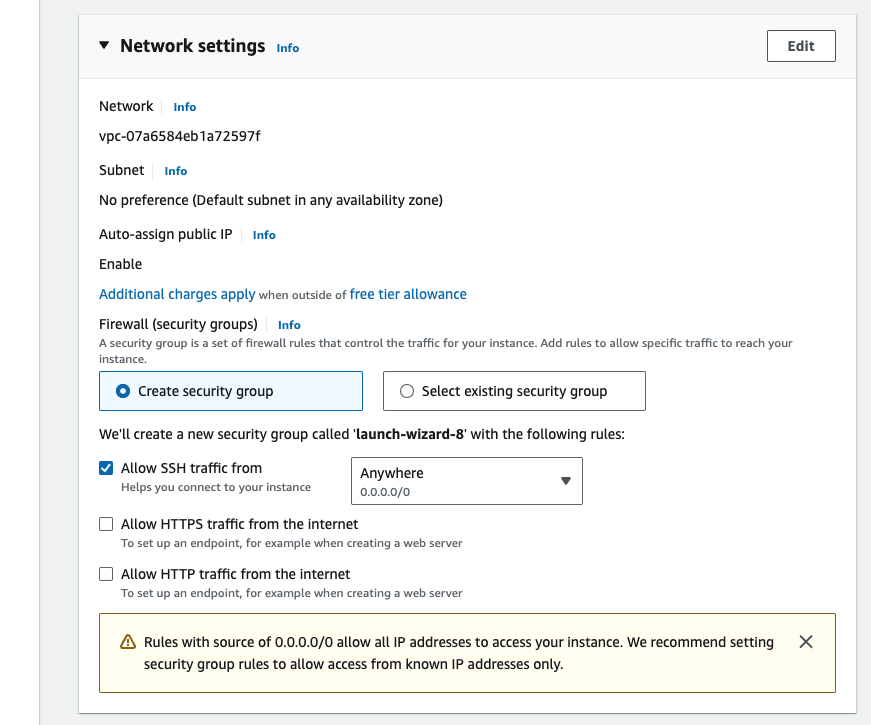 Network settings Info
Edit
Network Info
vpc-07a6584eb1a72597f
Subnet Info
No preference (Default subnet in any availability zone)
Auto-assign public IP Info
Enable
Additional charges apply when outside of free tier allowance
Firewall (security groups) Info
A security group is a set of firewall rules that control the traffic for your instance. Add rules to allow specific traffic to reach your
instance.
Create security group
Select existing security group
We'll create a new security group called 'launch-wizard-8' with the following rules:
Allow SSH traffic from
Helps you connect to your instance
Anywhere
0.0.0.0/0
Allow HTTPS traffic from the internet
To set up an endpoint, for example when creating a web server
Allow HTTP traffic from the internet
To set up an endpoint, for example when creating a web server
Rules with source of 0.0.0.0/0 allow all IP addresses to access your instance. We recommend setting
security group rules to allow access from known IP addresses only.